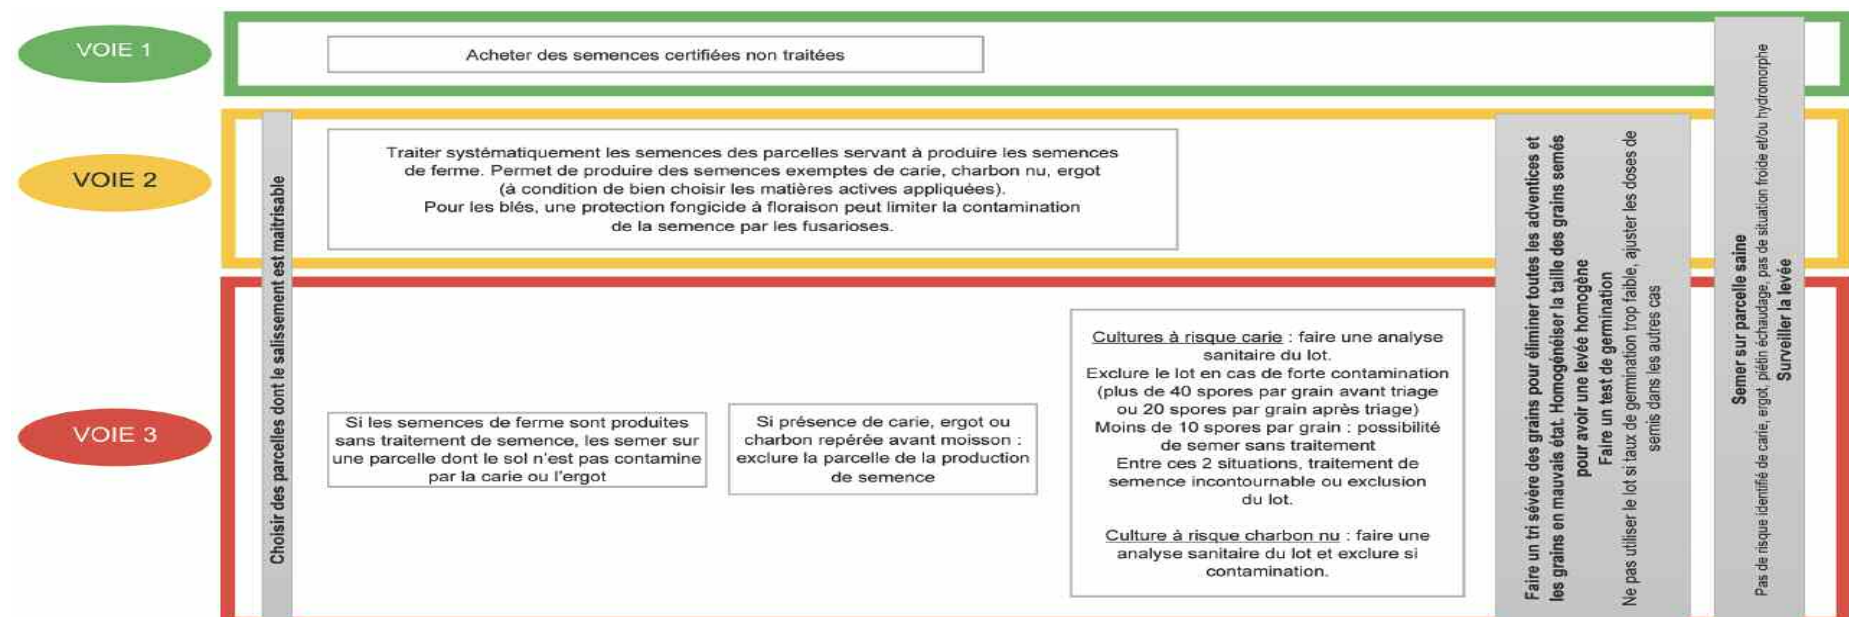 VOIE 1
Acheter des semences certifiées non traitées
VOIE 2
Choisir des parcelles dont le salissement est maitrisable
Traiter systématiquement les semences des parcelles servant à produire les semences
de ferme. Permet de produire des semences exemptes de carie, charbon nu, ergot
(à condition de bien choisir les matières actives appliquées).
Pour les blés, une protection fongicide à floraison peut limiter la contamination
de la semence par les fusarioses.
VOIE 3
Si les semences de ferme sont produites
sans traitement de semence, les semer sur
une parcelle dont le sol n'est pas contamine
par la carie ou l'ergot
Si présence de carie, ergot ou
charbon repérée avant moisson :
exclure la parcelle de la production
de semence
Cultures à risque carie : faire une analyse
sanitaire du lot.
Exclure le lot en cas de forte contamination
(plus de 40 spores par grain avant triage
ou 20 spores par grain après triage)
Moins de 10 spores par grain : possibilité
de semer sans traitement
Entre ces 2 situations, traitement de
semence incontournable ou exclusion
du lot.
Culture à risque charbon nu : faire une
analyse sanitaire du lot et exclure si
contamination.
Faire un tri sévère des grains pour éliminer toutes les adventices et
les grains en mauvais état. Homogénéiser la taille des grains semés
pour avoir une levée homogène
Faire un test de germination
Ne pas utiliser le lot si taux de germination trop faible, ajuster les doses de
semis dans les autres cas
Semer sur parcelle saine
Pas de risque identifié de carie, ergot, piétin échaudage, pas de situation froide et/ou hydromorphe
Surveiller la levée